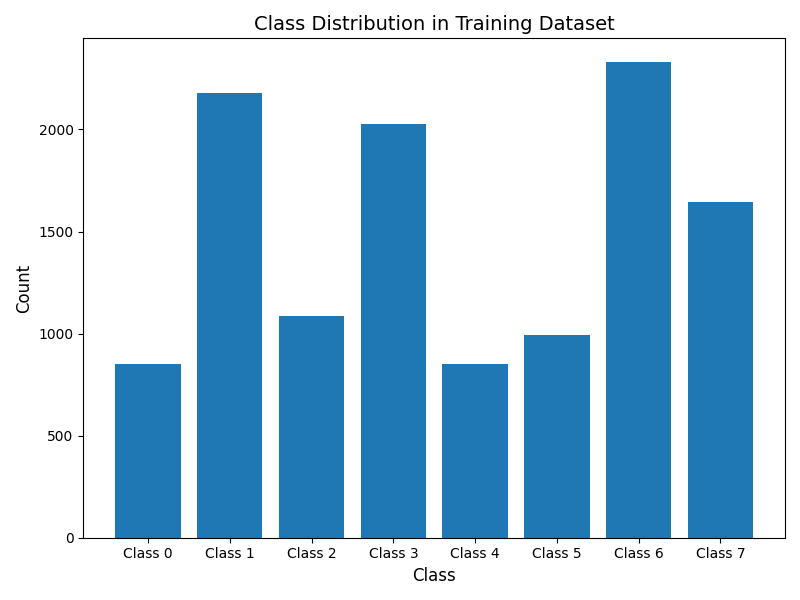 Class Distribution in Training Dataset
Count
2000
1500
1000
500
0
Class 0 Class 1 Class 2 Class 3 Class 4 Class 5 Class 6 Class 7
Class